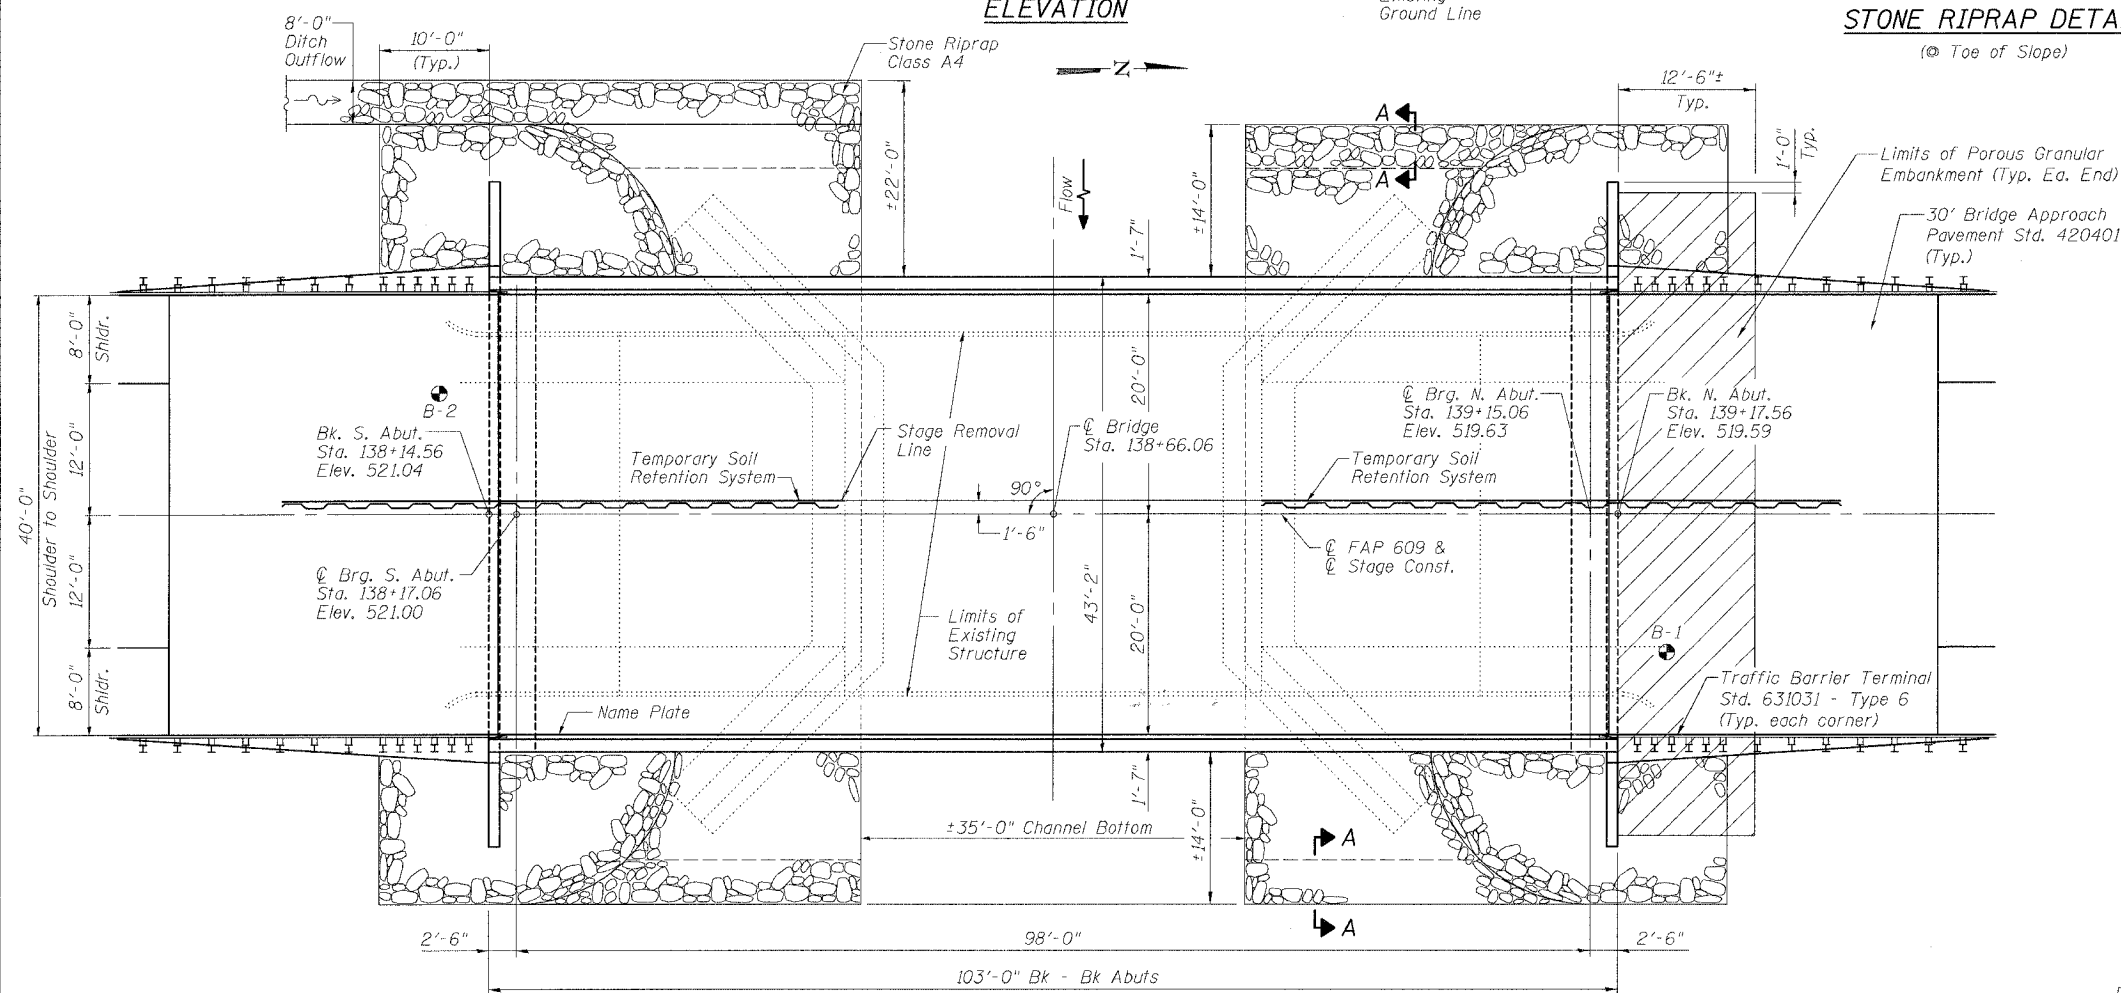 ELEVATION
Existing
Ground Line
STONE RIPRAP DETA
(@ Toe of Slope)
8'-0"
Ditch
Outflow
10'-0"
(Typ.)
Stone Riprap
Class A4
N
12'-6"±
Typ.
1'-0"
Typ.
A
A
Limits of Porous Granular
Embankment (Typ. Ea. End)
30' Bridge Approach
Pavement Std. 420401
(Typ.)
±22'-0"
Flow
1'-7"
±14'-0"
8'-0"
Shldr.
12'-0"
40'-0"
Shoulder to Shoulder
12'-0"
8'-0"
Shldr.
B-2
Bk. S. Abut.
Sta. 138+14.56
Elev. 521.04
Temporary Soil
Retention System
Stage Removal
Line
℄ Bridge
Sta. 138+66.06
20'-0"
℄ Brg. N. Abut.
Sta. 139+15.06
Elev. 519.63
Bk. N. Abut.
Sta. 139+17.56
Elev. 519.59
Temporary Soil
Retention System
90°
1'-6"
℄ FAP 609 &
℄ Stage Const.
℄ Brg. S. Abut.
Sta. 138+17.06
Elev. 521.00
Limits of
Existing
Structure
43'-2"
20'-0"
B-1
Traffic Barrier Terminal
Std. 631031 - Type 6
(Typ. each corner)
Name Plate
1'-7"
±35'-0" Channel Bottom
±14'-0"
A
A
2'-6"
98'-0"
2'-6"
103'-0" Bk - Bk Abuts